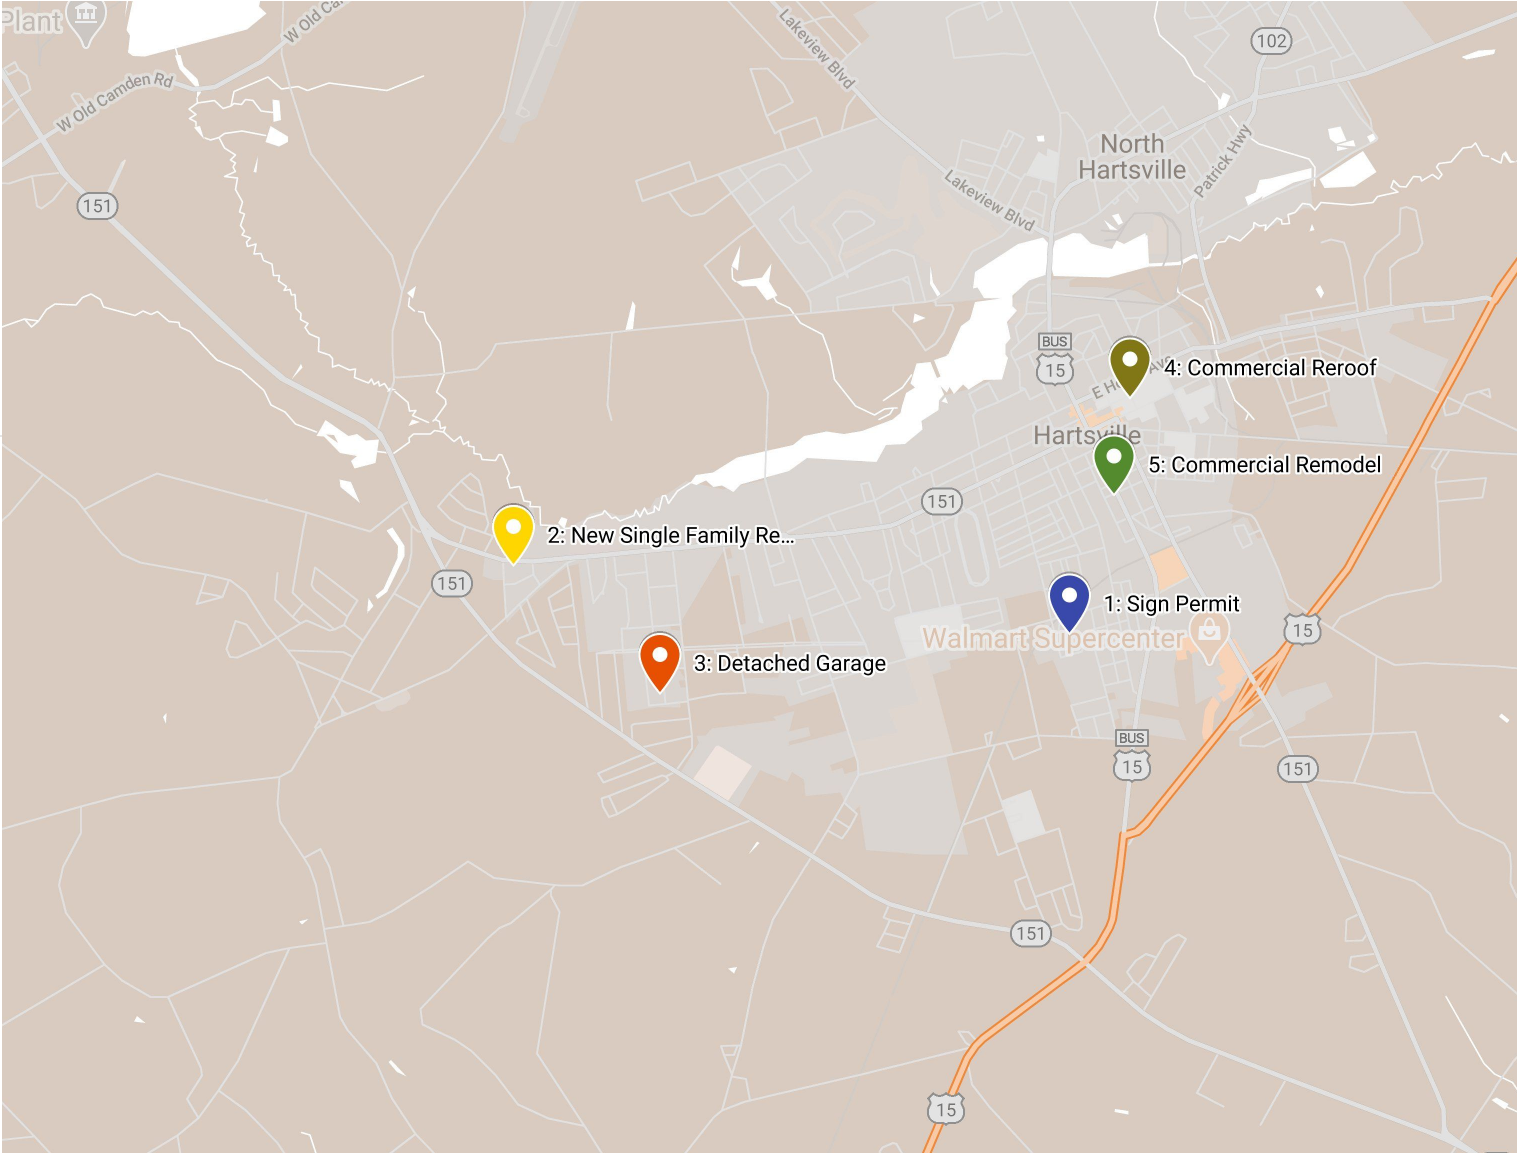 Plant
W Old Camden Rd
Lakeview Blvd
102
North
Hartsville
Patrick Hwy
Lakeview Blvd
151
BUS
15
4: Commercial Reroof
Hartsville
5: Commercial Remodel
151
2: New Single Family Re...
151
1: Sign Permit
Walmart Supercenter
15
3: Detached Garage
BUS
15
151
151
15